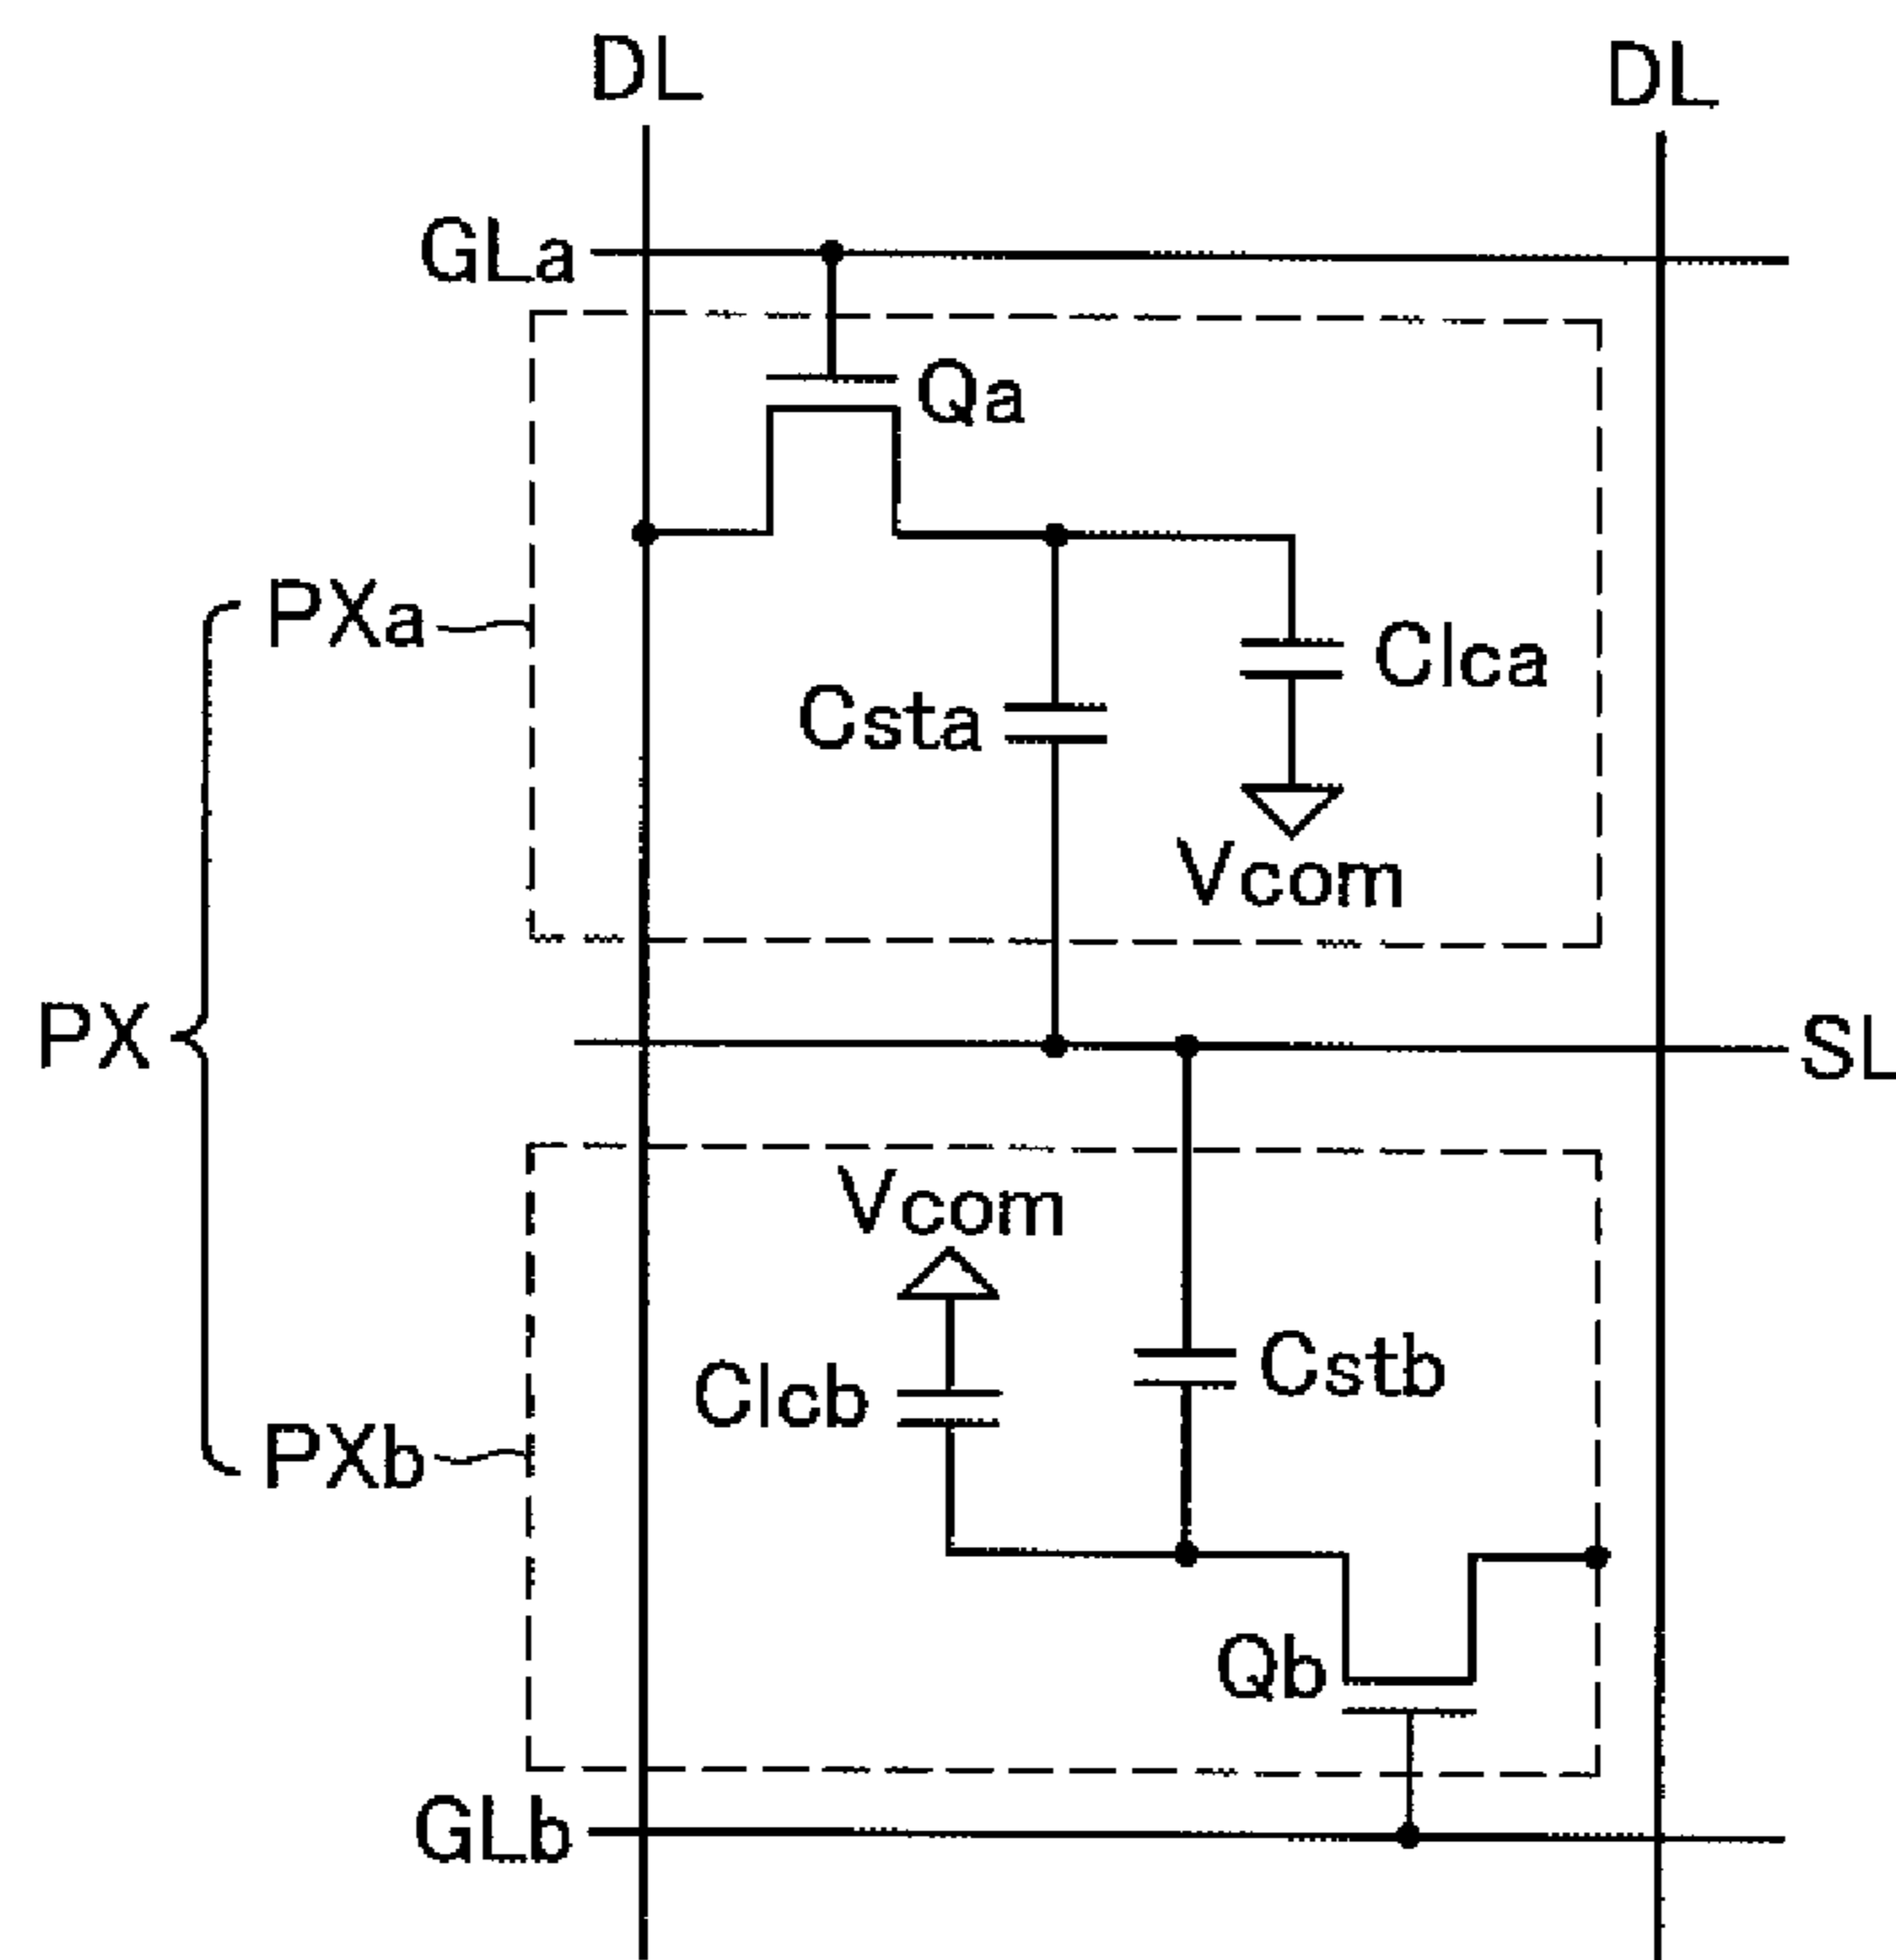 DL
DL
GLa
Qa
PXa
Clca
Csta
Vcom
PX
SL
Vcom
Cstb
Clcb
PXb
Qb
GLb